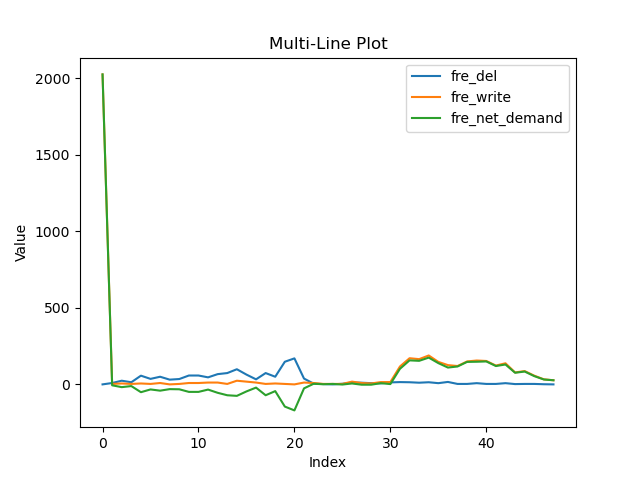 Multi-Line Plot
fre_del
fre_write
fre_net_demand
2000
1500
1000
500
0
Value
0 10 20 30 40
Index